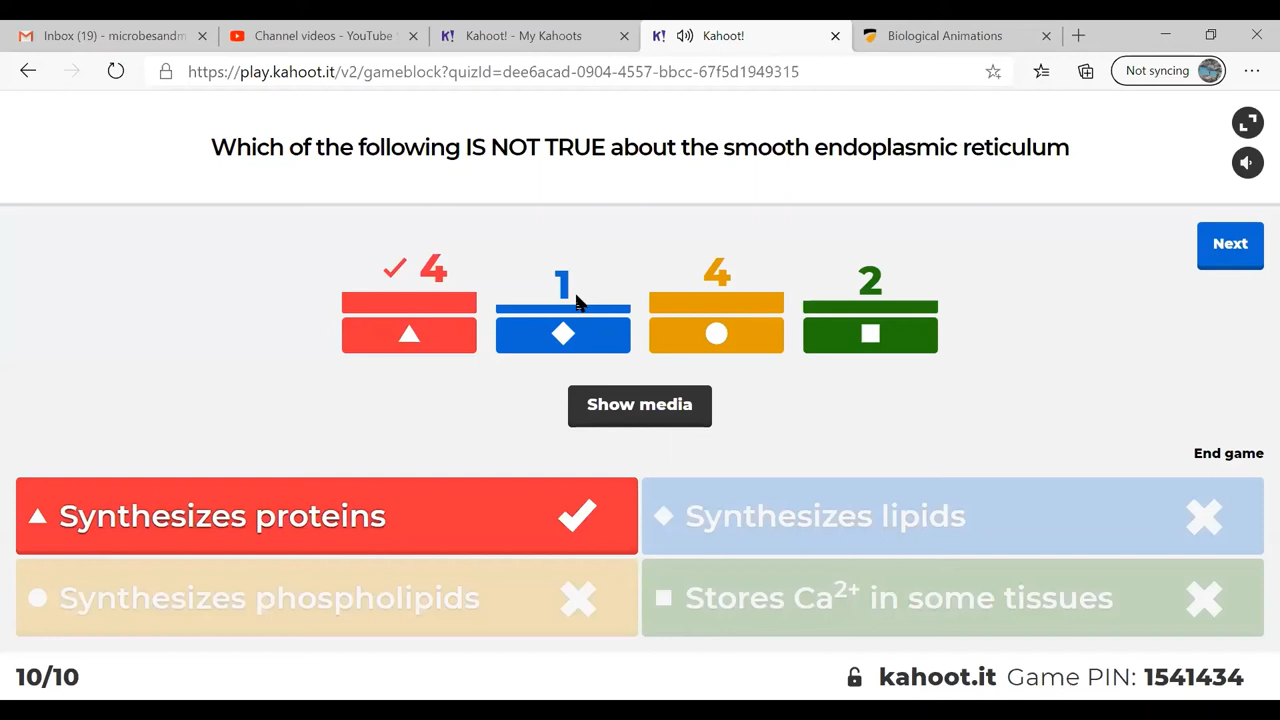 Inbox (19) - microbesandm
Channel videos - YouTube
Kahoot! - My Kahoots
Kahoot!
Biological Animations
https://play.kahoot.it/v2/gameblock?quizId=dee6acad-0904-4557-bbcc-67f5d1949315
Not syncing
Which of the following IS NOT TRUE about the smooth endoplasmic reticulum
Next
4
1
4
2
Show media
End game
Synthesizes proteins
Synthesizes lipids
Synthesizes phospholipids
Stores Ca²⁺ in some tissues
10/10
kahoot.it Game PIN: 1541434